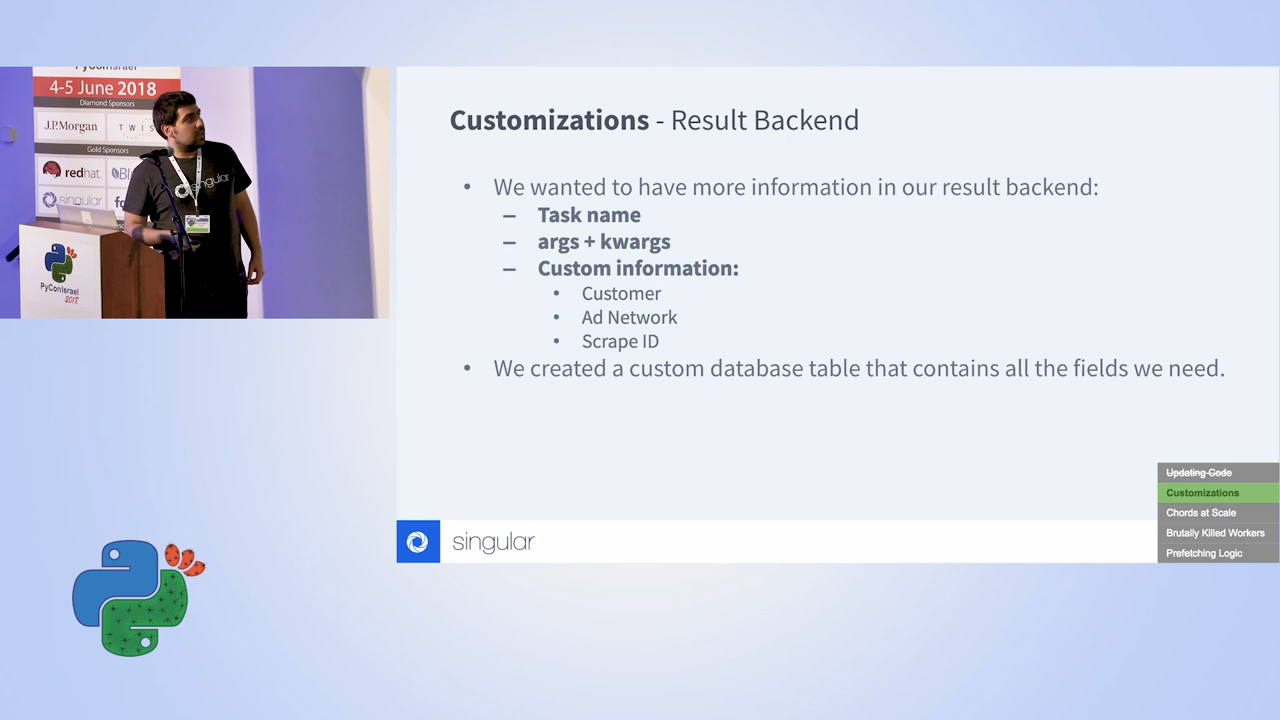 PyConIsrael
4-5 June 2018
Diamond Sponsors
J.P.Morgan
TWIS
Gold Sponsors
redhat
singular
singular
PyConIsrael
2018
Customizations - Result Backend
• We wanted to have more information in our result backend:
– Task name
– args + kwargs
– Custom information:
• Customer
• Ad Network
• Scrape ID
• We created a custom database table that contains all the fields we need.
singular
Updating Code
Customizations
Chords at Scale
Brutally Killed Workers
Prefetching Logic